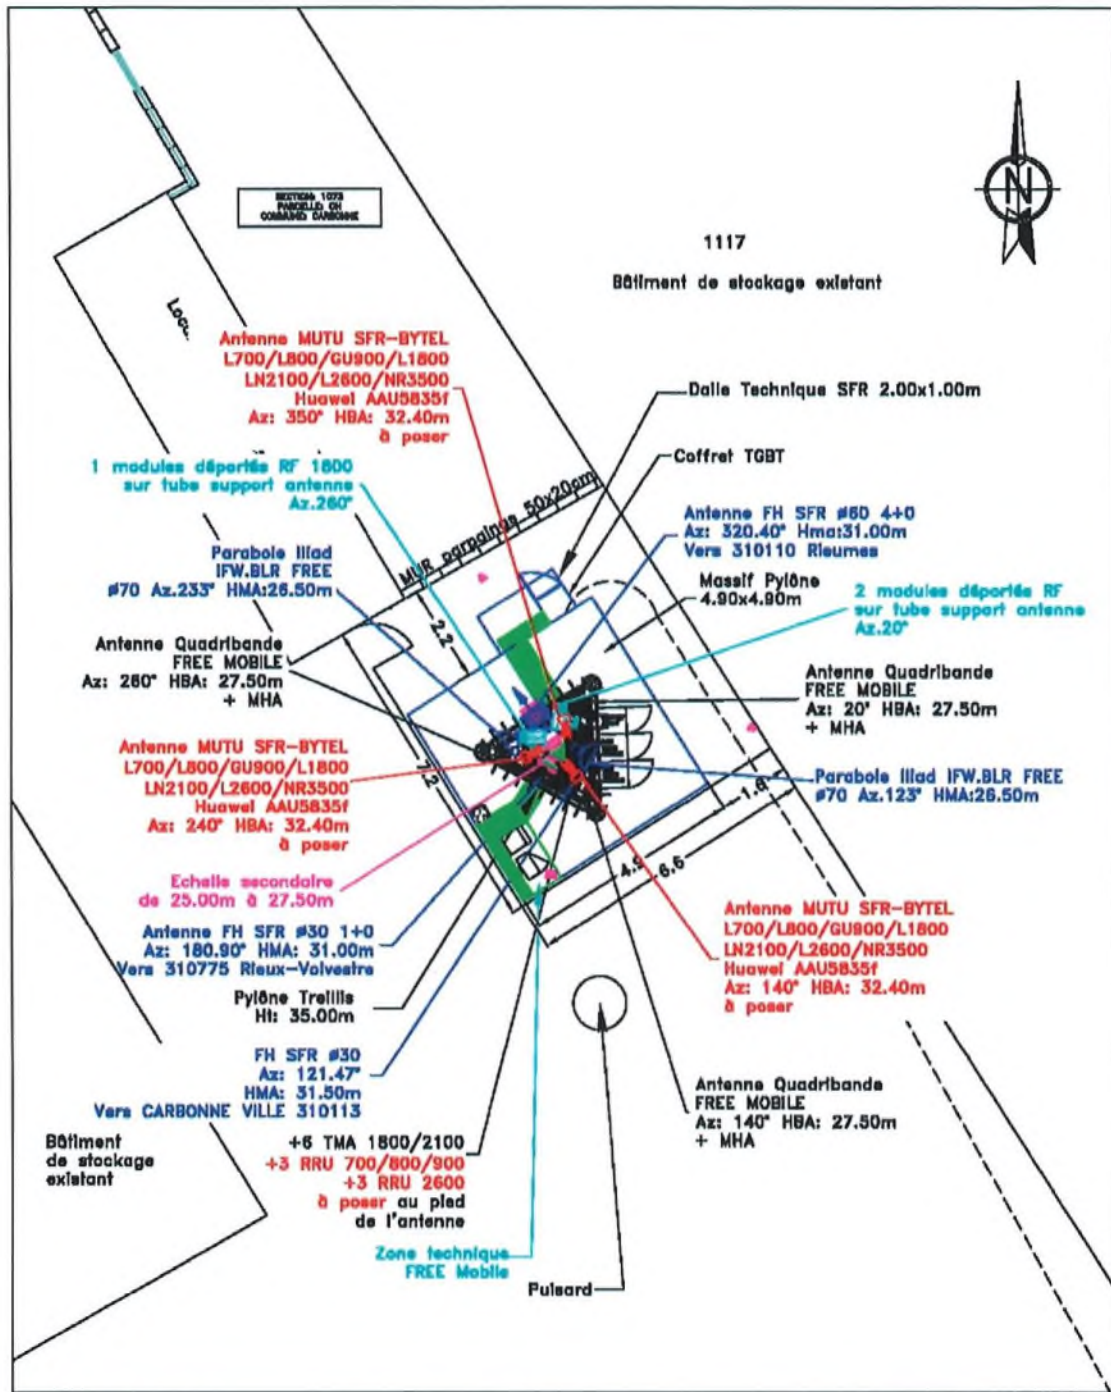 SECTION: 1073
PARCELLE: CH
COMMUNE: CARBONNE
1117
Bâtiment de stockage existant
Antenne MUTU SFR-BYTEL
L700/L800/GU900/L1800
LN2100/L2600/NR3500
Huawei AAU5835f
Az: 350° HBA: 32.40m
à poser
Dalle Technique SFR 2.00x1.00m
Coffret TGBT
1 modules déportés RF 1800
sur tube support antenne
Az.260°
MUR parpaings 50x20cm
Antenne FH SFR ø60 4+0
Az: 320.40° Hma:31.00m
Vers 310110 Rieumes
Parabole Iliad
IFW.BLR FREE
ø70 Az.233° HMA:26.50m
Massif Pylône
4.90x4.90m
2 modules déportés RF
sur tube support antenne
Az.20°
2.2
Antenne Quadribande
FREE MOBILE
Az: 260° HBA: 27.50m
+ MHA
Antenne Quadribande
FREE MOBILE
Az: 20° HBA: 27.50m
+ MHA
Antenne MUTU SFR-BYTEL
L700/L800/GU900/L1800
LN2100/L2600/NR3500
Huawei AAU5835f
Az: 240° HBA: 32.40m
à poser
7.2
Parabole Iliad IFW.BLR FREE
ø70 Az.123° HMA:26.50m
1.6
4.9
6.6
Echelle secondaire
de 25.00m à 27.50m
Antenne FH SFR ø30 1+0
Az: 180.90° HMA: 31.00m
Vers 310775 Rieux-Volvestre
Antenne MUTU SFR-BYTEL
L700/L800/GU900/L1800
LN2100/L2600/NR3500
Huawei AAU5835f
Az: 140° HBA: 32.40m
à poser
Pylône Treillis
Ht: 35.00m
FH SFR ø30
Az: 121.47°
HMA: 31.50m
Vers CARBONNE VILLE 310113
Antenne Quadribande
FREE MOBILE
Az: 140° HBA: 27.50m
+ MHA
Bâtiment
de stockage
existant
+6 TMA 1800/2100
+3 RRU 700/800/900
+3 RRU 2600
à poser au pied
de l'antenne
Zone technique
FREE Mobile
Puisard
N